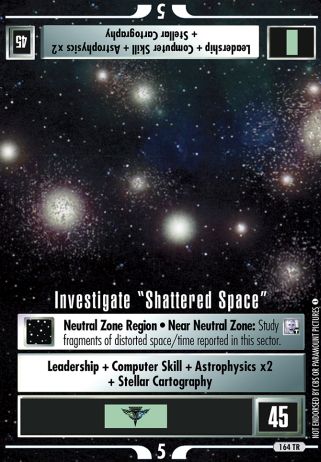 5
Leadership + Computer Skill + Astrophysics x2
+ Stellar Cartography
45
Investigate "Shattered Space"
Neutral Zone Region • Near Neutral Zone: Study
fragments of distorted space/time reported in this sector.
Leadership + Computer Skill + Astrophysics x2
+ Stellar Cartography
45
5
164 TR
NOT ENDORSED BY CBS OR PARAMOUNT PICTURES